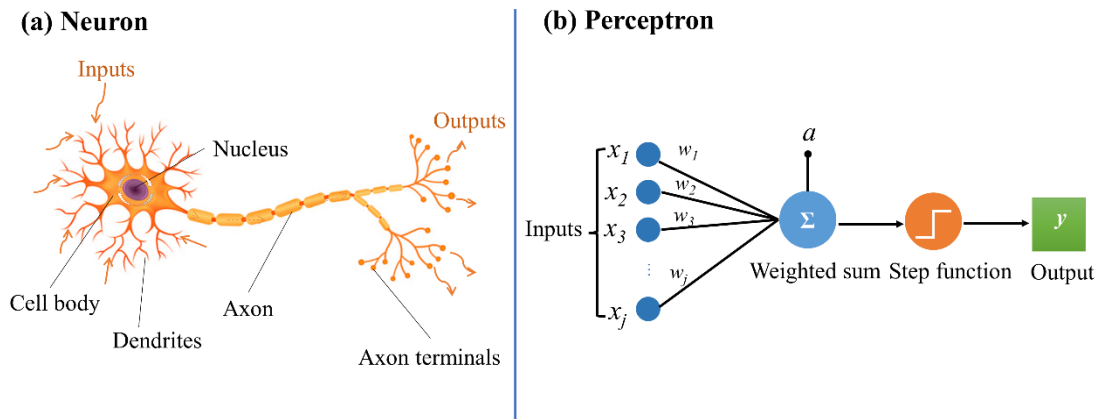 (a) Neuron
Inputs
Nucleus
Outputs
Cell body
Dendrites
Axon
Axon terminals
(b) Perceptron
a
Inputs
x1
x2
x3
⋮
xj
w1
w2
w3
wj
Σ
Weighted sum
Step function
y
Output